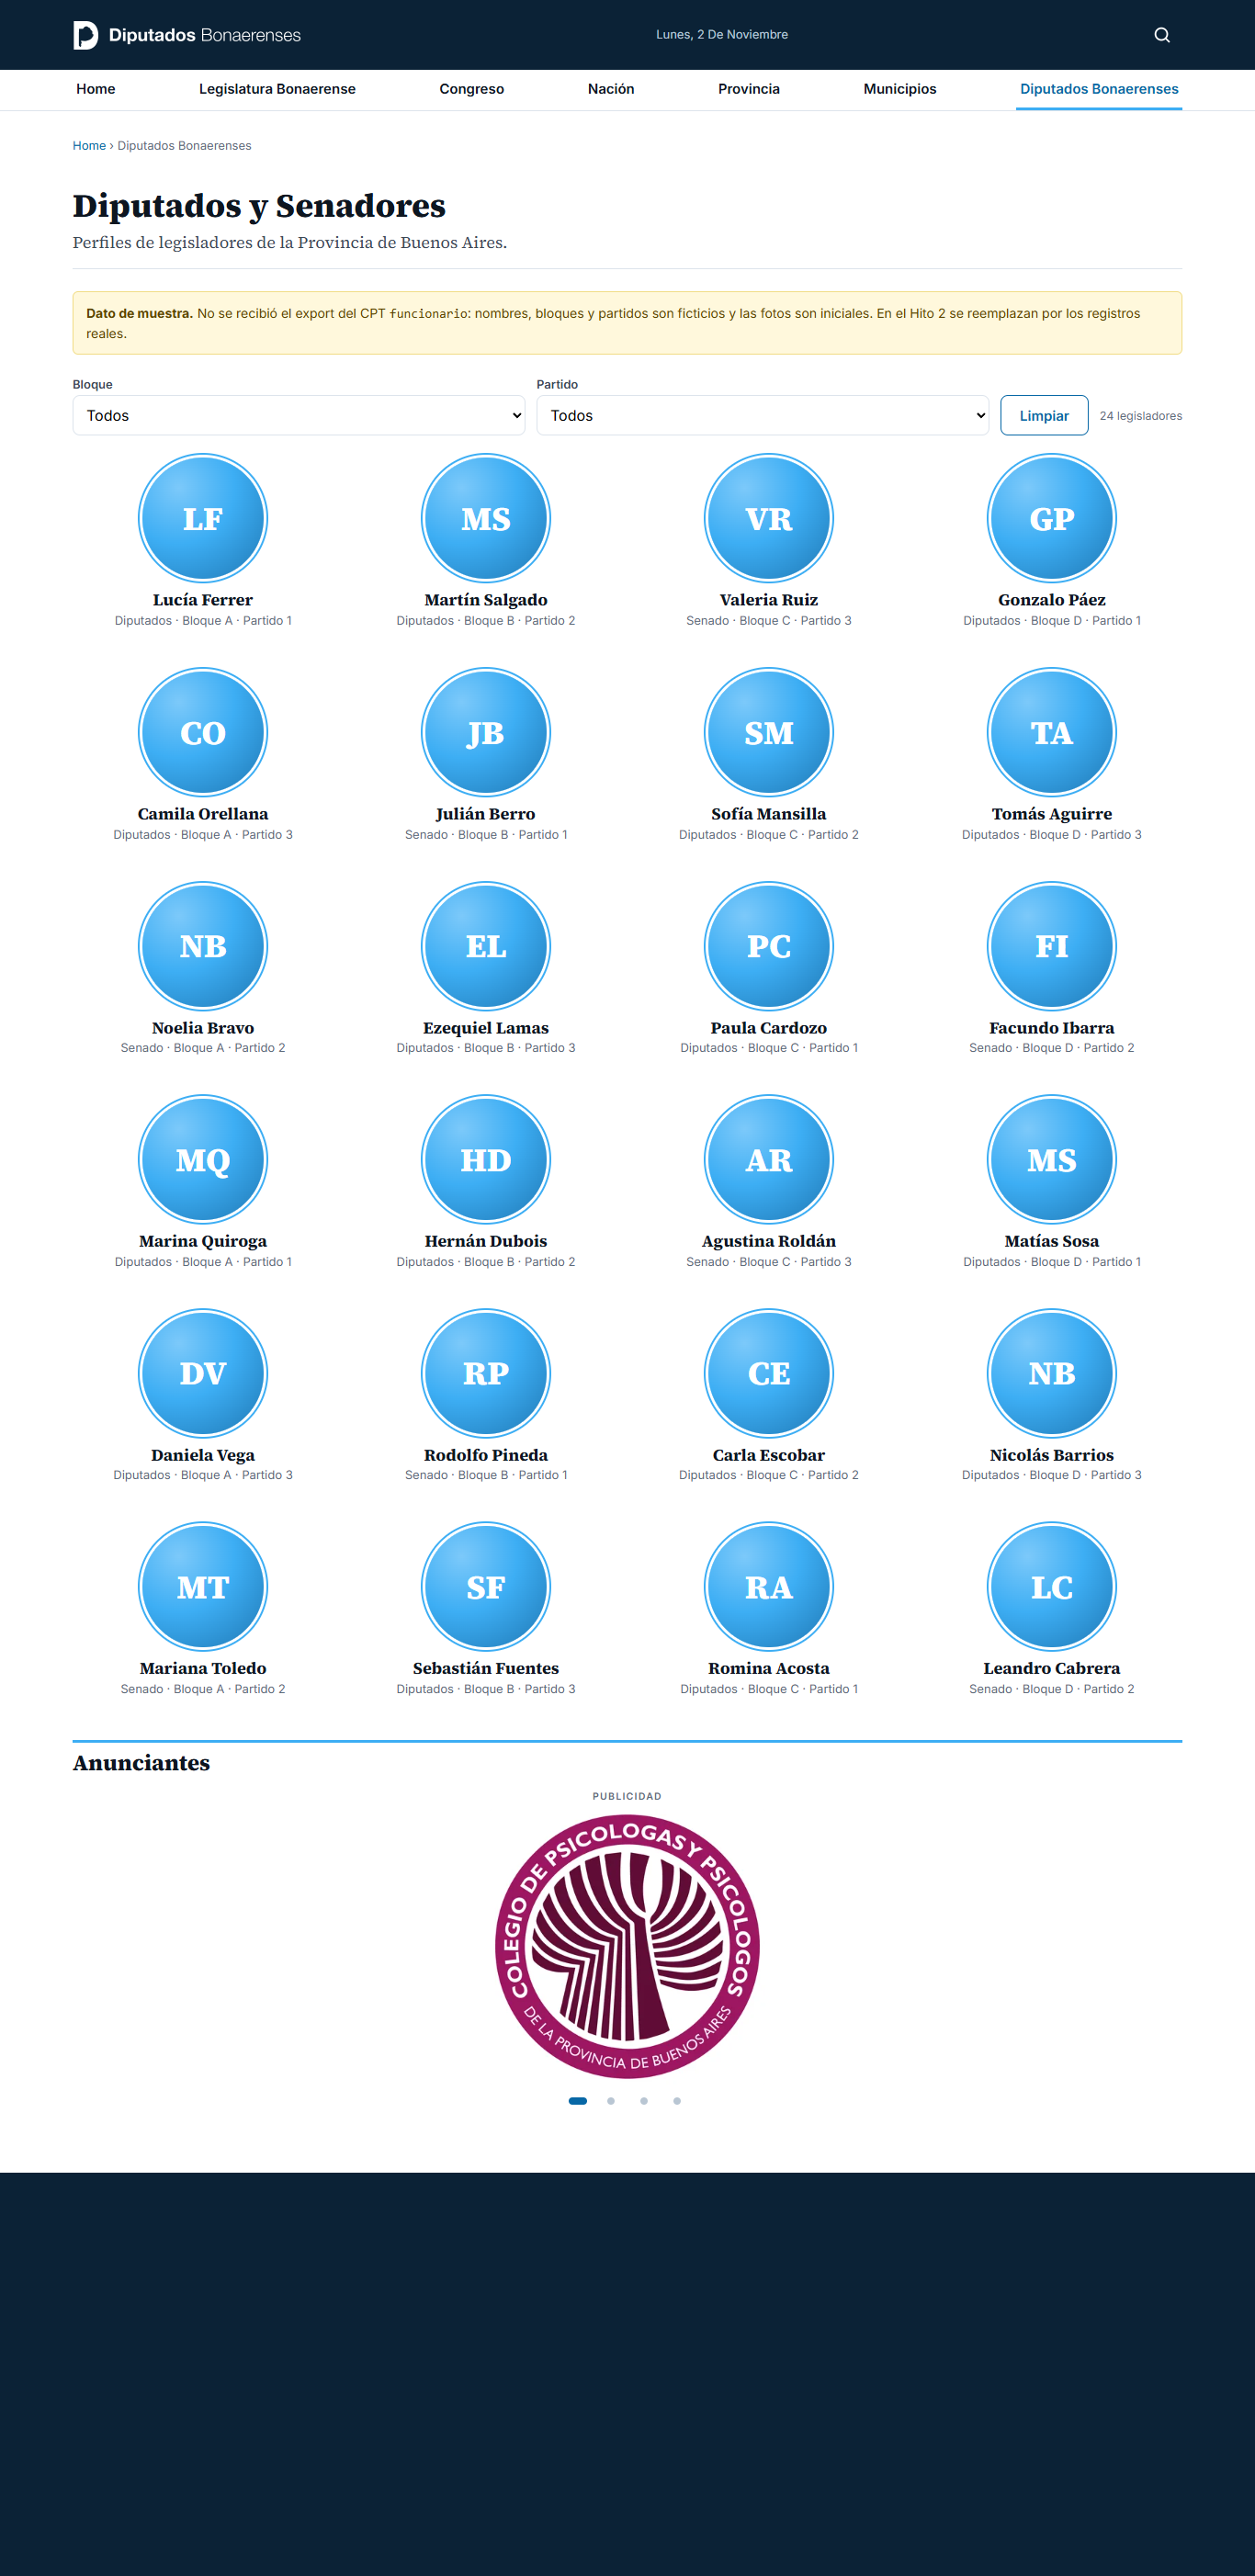 Diputados Bonaerenses
Lunes, 2 De Noviembre
Home
Legislatura Bonaerense
Congreso
Nación
Provincia
Municipios
Diputados Bonaerenses
Home › Diputados Bonaerenses
Diputados y Senadores
Perfiles de legisladores de la Provincia de Buenos Aires.
Dato de muestra. No se recibió el export del CPT funcionario: nombres, bloques y partidos son ficticios y las fotos son iniciales. En el Hito 2 se reemplazan por los registros
reales.
Bloque
Partido
Todos
Todos
Limpiar
24 legisladores
LF
Lucía Ferrer
Diputados · Bloque A · Partido 1
MS
Martín Salgado
Diputados · Bloque B · Partido 2
VR
Valeria Ruiz
Senado · Bloque C · Partido 3
GP
Gonzalo Páez
Diputados · Bloque D · Partido 1
CO
Camila Orellana
Diputados · Bloque A · Partido 3
JB
Julián Berro
Senado · Bloque B · Partido 1
SM
Sofía Mansilla
Diputados · Bloque C · Partido 2
TA
Tomás Aguirre
Diputados · Bloque D · Partido 3
NB
Noelia Bravo
Senado · Bloque A · Partido 2
EL
Ezequiel Lamas
Diputados · Bloque B · Partido 3
PC
Paula Cardozo
Diputados · Bloque C · Partido 1
FI
Facundo Ibarra
Senado · Bloque D · Partido 2
MQ
Marina Quiroga
Diputados · Bloque A · Partido 1
HD
Hernán Dubois
Diputados · Bloque B · Partido 2
AR
Agustina Roldán
Senado · Bloque C · Partido 3
MS
Matías Sosa
Diputados · Bloque D · Partido 1
DV
Daniela Vega
Diputados · Bloque A · Partido 3
RP
Rodolfo Pineda
Senado · Bloque B · Partido 1
CE
Carla Escobar
Diputados · Bloque C · Partido 2
NB
Nicolás Barrios
Diputados · Bloque D · Partido 3
MT
Mariana Toledo
Senado · Bloque A · Partido 2
SF
Sebastián Fuentes
Diputados · Bloque B · Partido 3
RA
Romina Acosta
Diputados · Bloque C · Partido 1
LC
Leandro Cabrera
Senado · Bloque D · Partido 2
Anunciantes
PUBLICIDAD
COLEGIO DE PSICOLOGAS Y PSICOLOGOS
DE LA PROVINCIA DE BUENOS AIRES